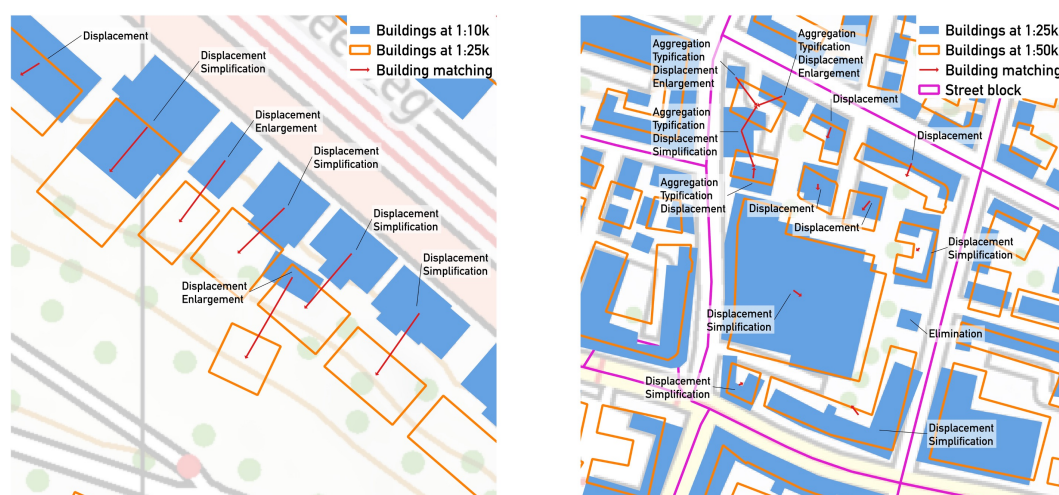 Buildings at 1:10k
Buildings at 1:25k
Building matching
Displacement
Displacement
Simplification
Displacement
Enlargement
Displacement
Simplification
Displacement
Simplification
Displacement
Simplification
Displacement
Enlargement
Buildings at 1:25k
Buildings at 1:50k
Building matching
Street block
Aggregation
Typification
Displacement
Enlargement
Aggregation
Typification
Displacement
Enlargement
Displacement
Aggregation
Typification
Displacement
Simplification
Displacement
Aggregation
Typification
Displacement
Displacement
Displacement
Displacement
Simplification
Displacement
Simplification
Elimination
Displacement
Simplification
Displacement
Simplification